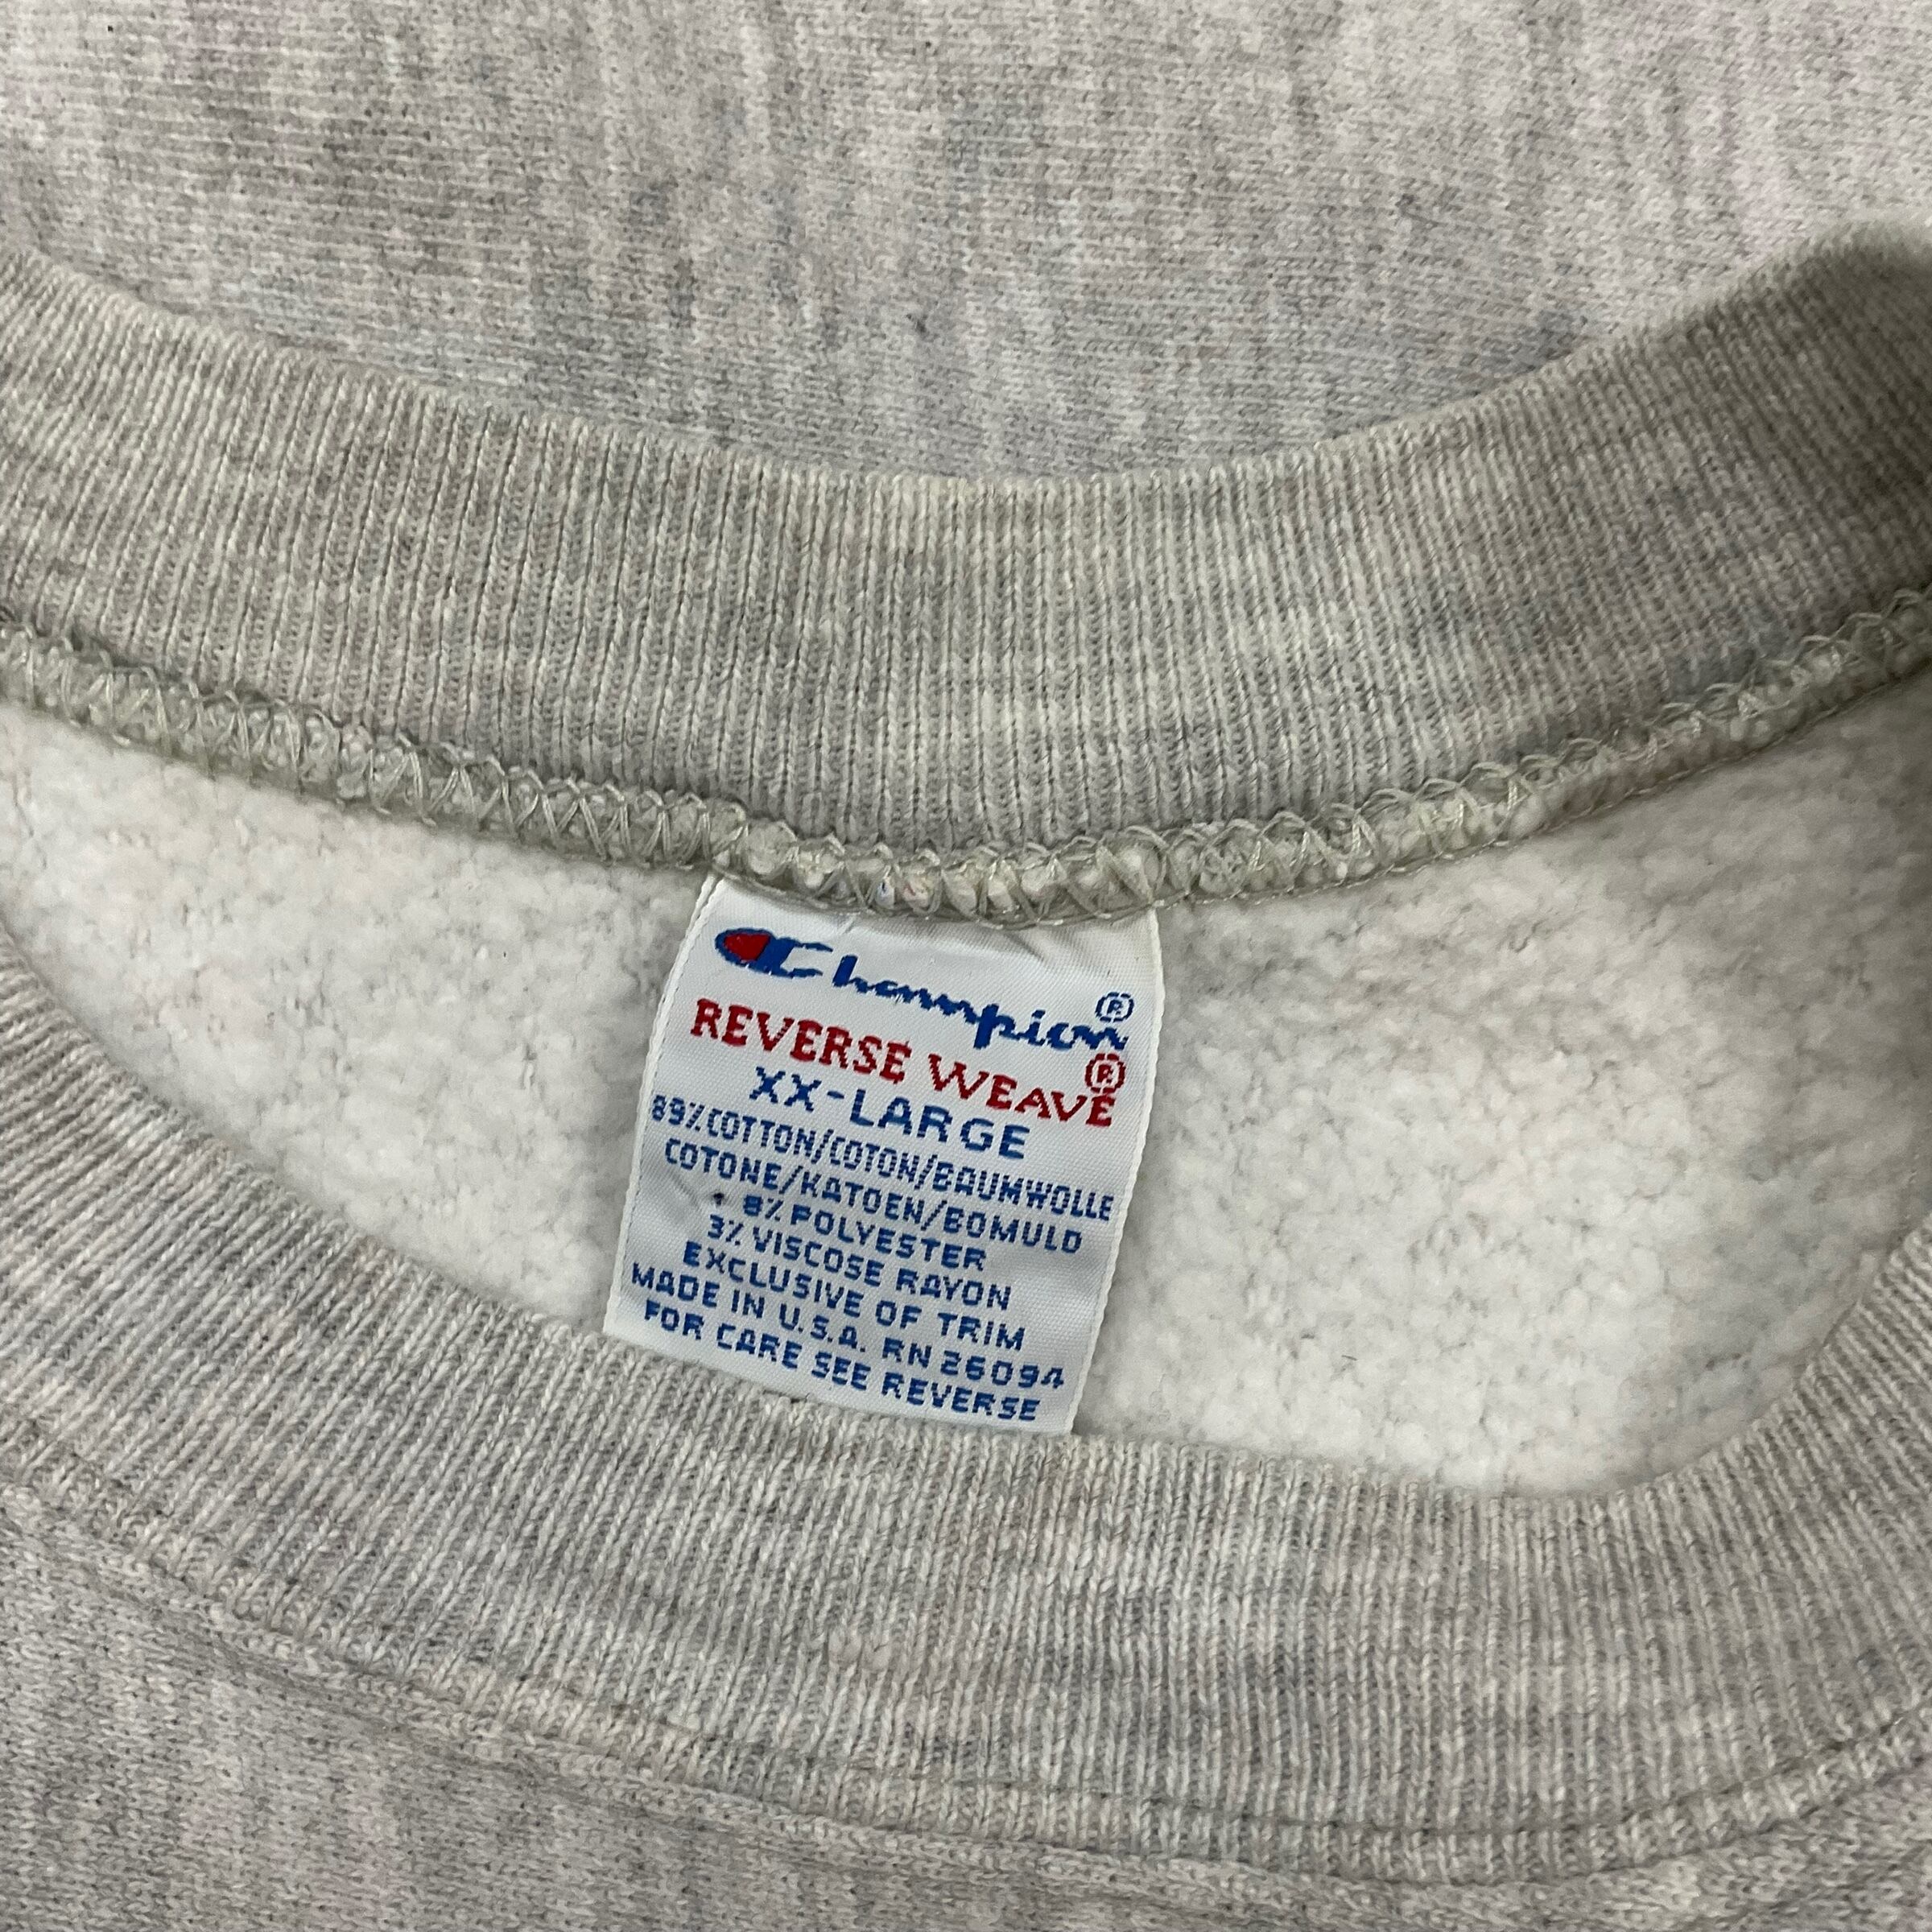 Champion®
REVERSE WEAVE®
XX-LARGE
89% COTTON/COTON/BAUMWOLLE
COTONE/KATOEN/BOMULD
8% POLYESTER
3% VISCOSE RAYON
EXCLUSIVE OF TRIM
MADE IN U.S.A. RN 26094
FOR CARE SEE REVERSE